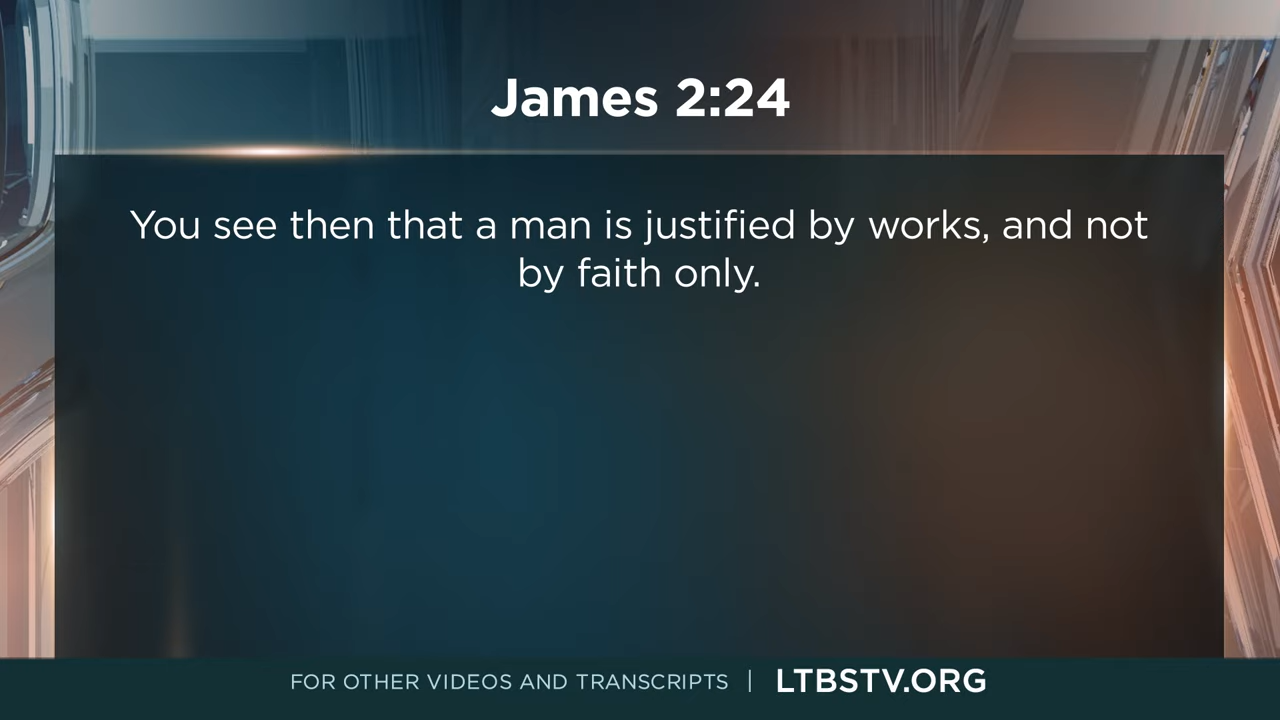 James 2:24
You see then that a man is justified by works, and not
by faith only.
FOR OTHER VIDEOS AND TRANSCRIPTS | LTBSTV.ORG